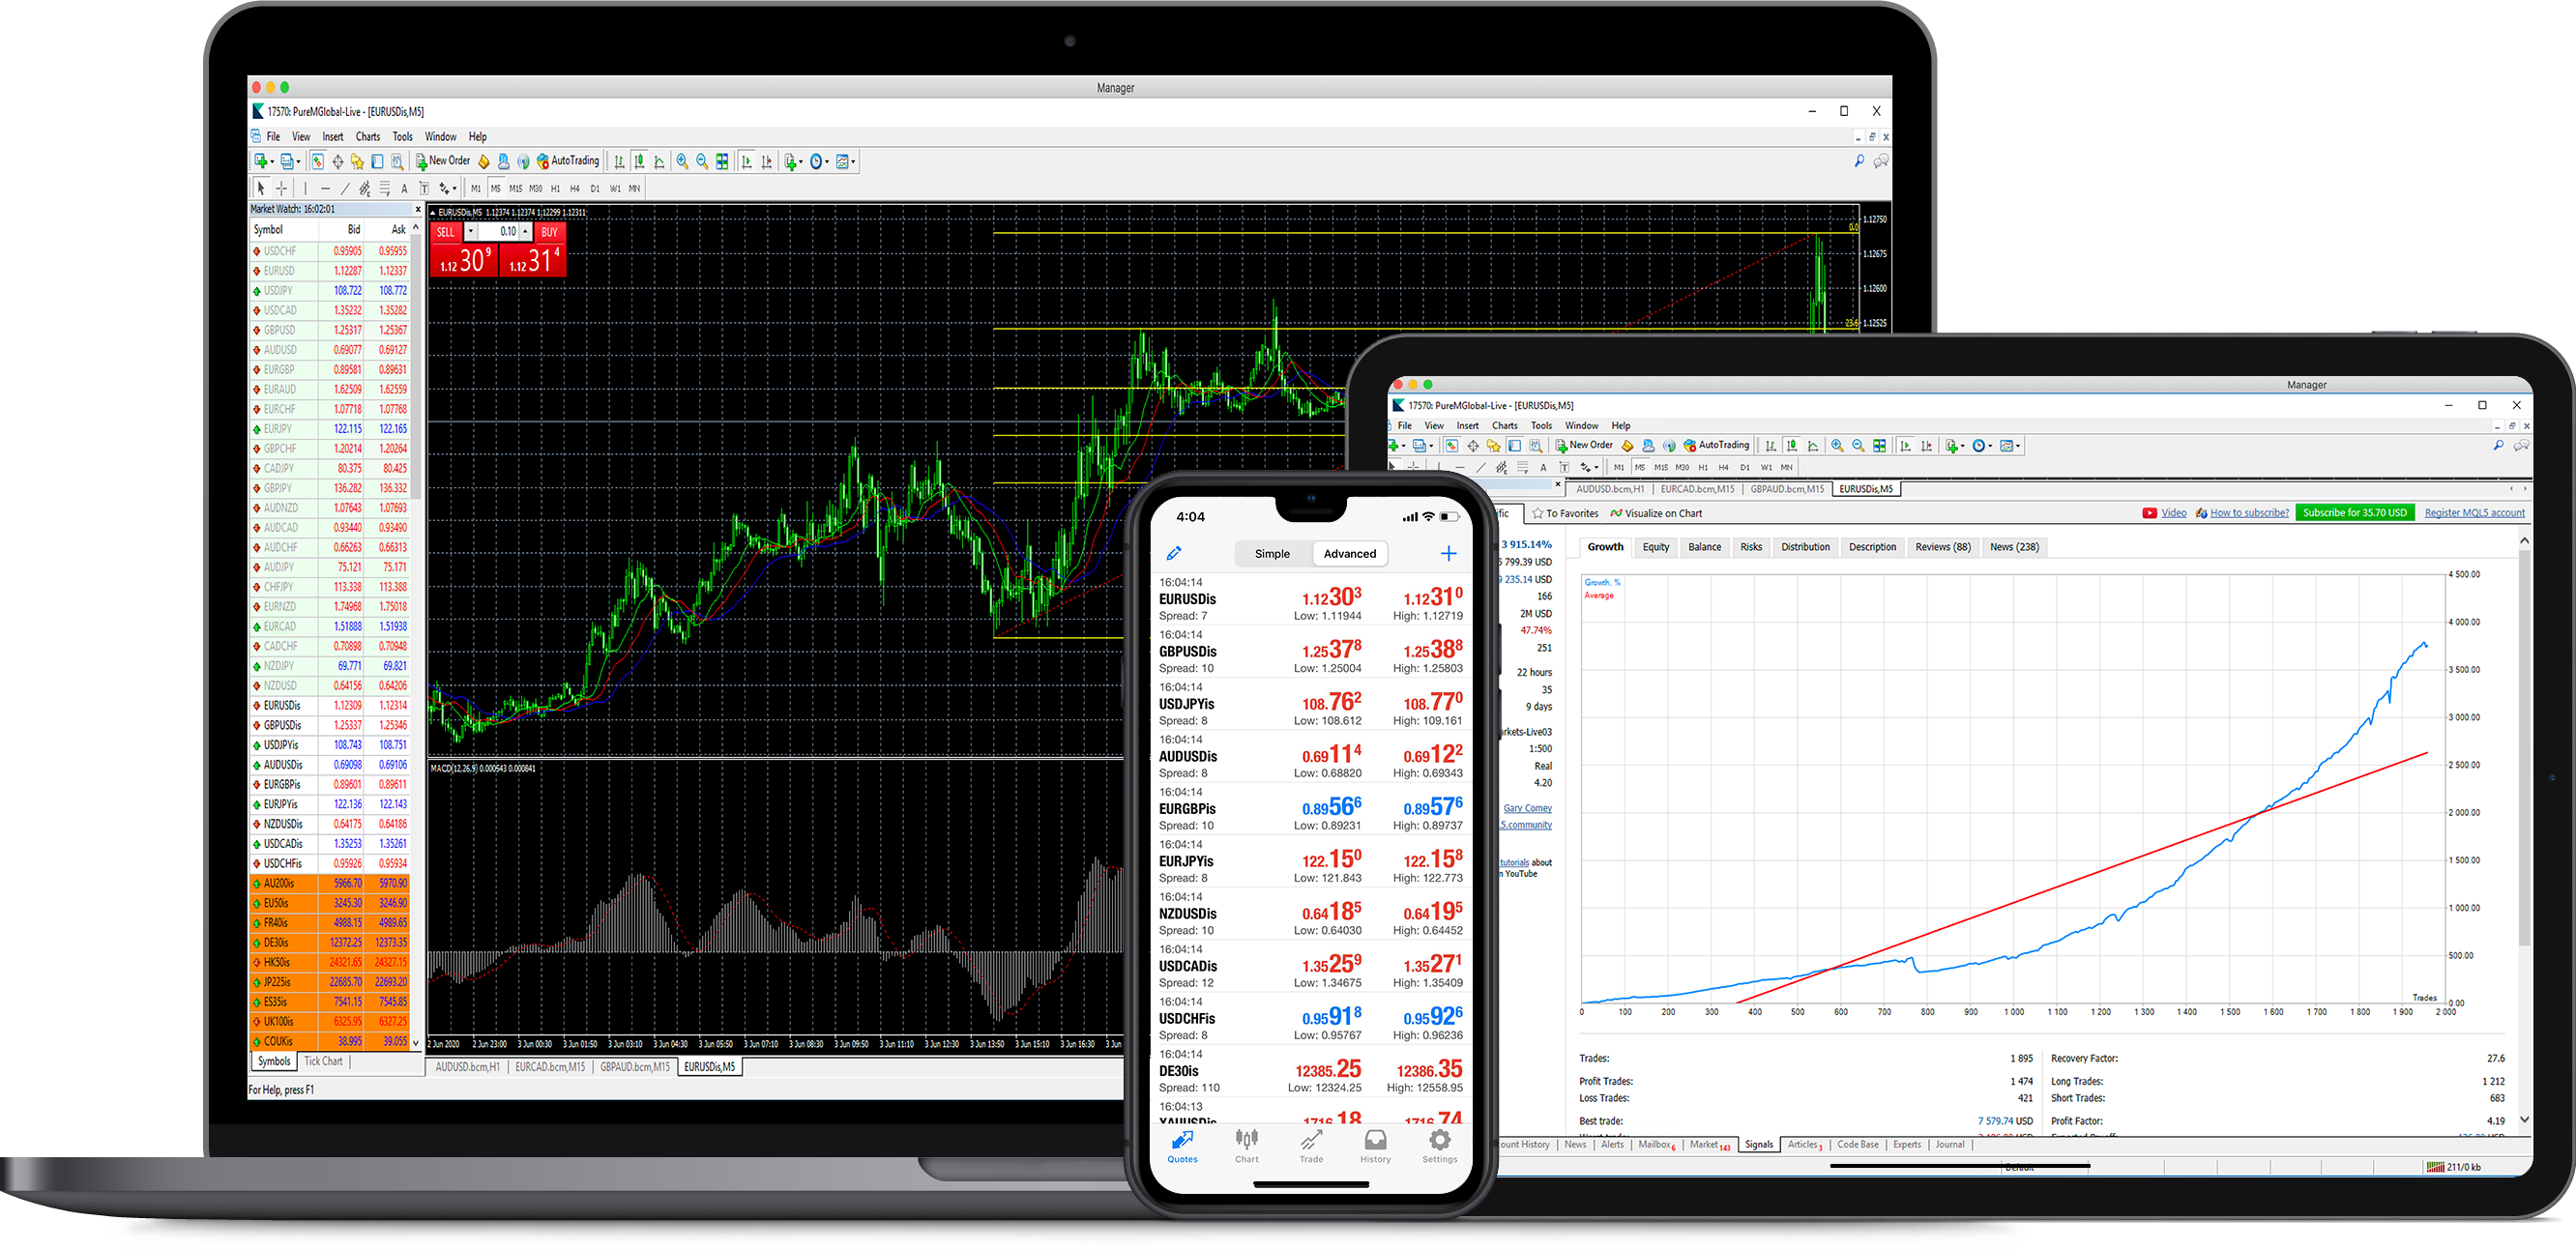 Manager
17570: PureMGlobal-Live - [EURUSDis,M5]
File View Insert Charts Tools Window Help
New Order AutoTrading
A T M1 M5 M15 M30 H1 H4 D1 W1 MN
Market Watch: 16:02:01
Symbol Bid Ask
USDCHF 0.95905 0.95955
EURUSD 1.12287 1.12337
USDJPY 108.722 108.772
USDCAD 1.35232 1.35282
GBPUSD 1.25317 1.25367
AUDUSD 0.69077 0.69127
EURGBP 0.89581 0.89631
EURAUD 1.62509 1.62559
EURCHF 1.07718 1.07768
EURJPY 122.115 122.165
GBPCHF 1.20214 1.20264
CADJPY 80.375 80.425
GBPJPY 136.282 136.332
AUDNZD 1.07643 1.07693
AUDCAD 0.93440 0.93490
AUDCHF 0.66263 0.66313
AUDJPY 75.121 75.171
CHFJPY 113.338 113.388
EURNZD 1.74968 1.75018
EURCAD 1.51888 1.51938
CADCHF 0.70898 0.70948
NZDJPY 69.771 69.821
NZDUSD 0.64156 0.64206
EURUSDis 1.12309 1.12314
GBPUSDis 1.25337 1.25346
USDJPYis 108.743 108.751
AUDUSDis 0.69098 0.69106
EURGBPis 0.89601 0.89611
EURJPYis 122.136 122.143
NZDUSDis 0.64175 0.64186
USDCADis 1.35253 1.35261
USDCHFis 0.95926 0.95934
AU200is 5966.70 5970.90
EU50is 3245.30 3246.90
FR40is 4988.15 4989.65
DE30is 12372.25 12373.35
HK50is 24321.65 24327.15
JP225is 22685.70 22693.20
ES35is 7541.15 7545.85
UK100is 6325.95 6327.25
COUKis 38.995 39.055
Symbols Tick Chart
For Help, press F1
EURUSDis,M5 1.12374 1.12374 1.12299 1.12311
SELL 0.10 BUY
1.12 30 9 1.12 31 4
1.12750
0.0
1.12675
1.12600
23.6 1.12525
MACD(12,26,9) 0.000543 0.000841
2 Jun 2020 2 Jun 23:00 3 Jun 00:30 3 Jun 01:50 3 Jun 03:10 3 Jun 04:30 3 Jun 05:50 3 Jun 07:10 3 Jun 08:30 3 Jun 09:50 3 Jun 11:10 3 Jun 12:30 3 Jun 13:50 3 Jun 15:10 3 Jun 16:30 3 Jun
AUDUSD.bcm,H1 EURCAD.bcm,M15 GBPAUD.bcm,M15 EURUSDis,M5
4:04
Simple Advanced
16:04:14
EURUSDis 1.12303 1.12310
Spread: 7 Low: 1.11944 High: 1.12719
16:04:14
GBPUSDis 1.25378 1.25388
Spread: 10 Low: 1.25004 High: 1.25803
16:04:14
USDJPYis 108.762 108.770
Spread: 8 Low: 108.612 High: 109.161
16:04:14
AUDUSDis 0.69114 0.69122
Spread: 8 Low: 0.68820 High: 0.69343
16:04:14
EURGBPis 0.89566 0.89576
Spread: 10 Low: 0.89231 High: 0.89737
16:04:14
EURJPYis 122.150 122.158
Spread: 8 Low: 121.843 High: 122.773
16:04:14
NZDUSDis 0.64185 0.64195
Spread: 10 Low: 0.64030 High: 0.64452
16:04:14
USDCADis 1.35259 1.35271
Spread: 12 Low: 1.34675 High: 1.35409
16:04:14
USDCHFis 0.95918 0.95926
Spread: 8 Low: 0.95767 High: 0.96236
16:04:14
DE30is 12385.25 12386.35
Spread: 110 Low: 12324.25 High: 12558.95
16:04:13
XAUUSDis 1716.18 1716.74
Quotes Chart Trade History Settings
Manager
17570: PureMGlobal-Live - [EURUSDis,M5]
File View Insert Charts Tools Window Help
New Order AutoTrading
A T M1 M5 M15 M30 H1 H4 D1 W1 MN
AUDUSD.bcm,H1 EURCAD.bcm,M15 GBPAUD.bcm,M15 EURUSDis,M5
fic To Favorites Visualize on Chart Video How to subscribe? Subscribe for 35.70 USD Register MQL5 account
3 915.14%
5 799.39 USD
9 235.14 USD
166
2M USD
47.74%
251
22 hours
35
9 days
arkets-Live03
1:500
Real
4.20
Gary Comey
L5.community
tutorials about
n YouTube
Growth Equity Balance Risks Distribution Description Reviews (88) News (238)
Growth, %
Average
4 500.00
4 000.00
3 500.00
3 000.00
2 500.00
2 000.00
1 500.00
1 000.00
500.00
Trades 0.00
0 100 200 300 400 500 600 700 800 900 1 000 1 100 1 200 1 300 1 400 1 500 1 600 1 700 1 800 1 900 2 000
Trades: 1 895 Recovery Factor: 27.6
Profit Trades: 1 474 Long Trades: 1 212
Loss Trades: 421 Short Trades: 683
Best trade: 7 579.74 USD Profit Factor: 4.19
ount History News Alerts Mailbox 6 Market 143 Signals Articles 3 Code Base Experts Journal
Default 211/0 kb